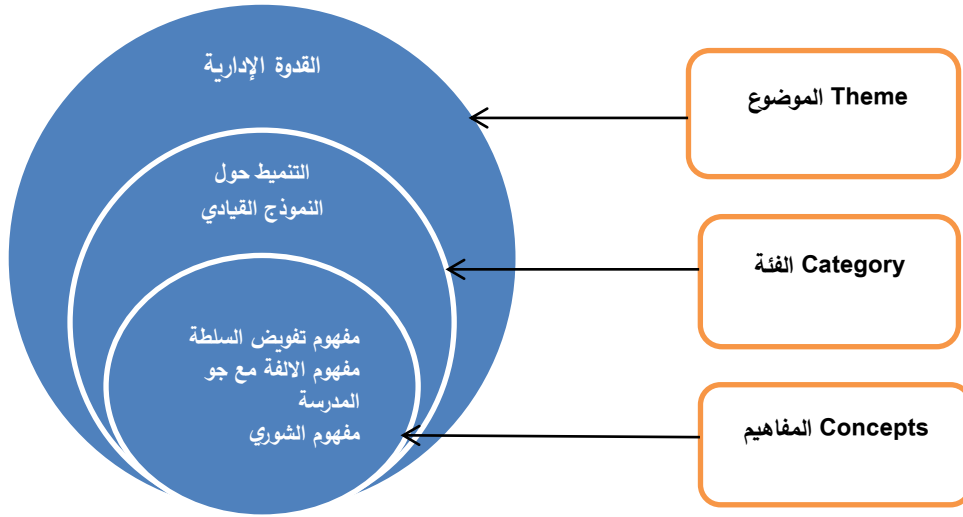 القدوة الإدارية
الموضوع Theme
التنميط حول
النموذج القيادي
الفئة Category
مفهوم تفويض السلطة
مفهوم الالفة مع جو
المدرسة
مفهوم الشوري
المفاهيم Concepts